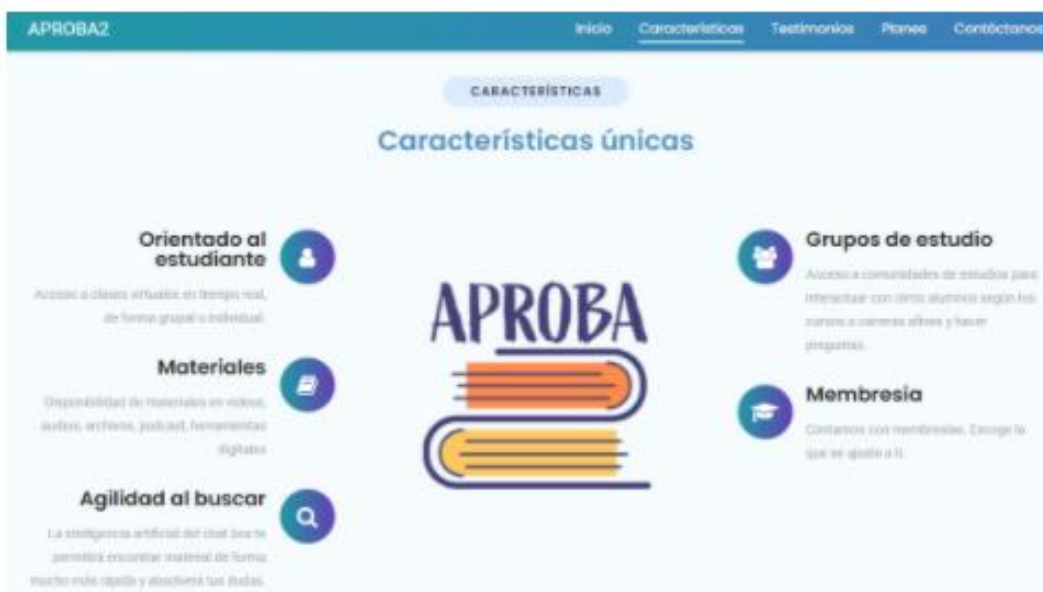 APROBA2
Inicio Características Testimonios Planes Contáctanos
CARACTERÍSTICAS
Características únicas
Orientado al
estudiante
Acceso a clases virtuales en tiempo real,
de forma grupal o individual.
Materiales
Disponibilidad de materiales en videos,
audios, archivos, podcast, herramientas
digitales
Agilidad al buscar
La inteligencia artificial del chat box te
permitirá encontrar material de forma
mucho más rápida y absolverá tus dudas.
APROBA
Grupos de estudio
Acceso a comunidades de estudios para
interactuar con otros alumnos según tus
cursos o carreras afines y hacer
preguntas.
Membresía
Contamos con membresías. Escoge la
que se ajuste a ti.